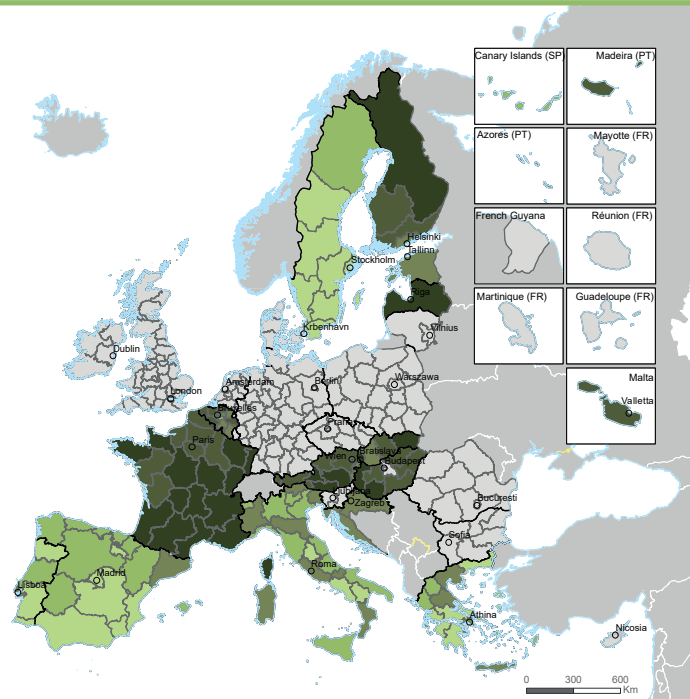 Canary Islands (SP)
Madeira (PT)
Azores (PT)
Mayotte (FR)
French Guyana
Réunion (FR)
Martinique (FR)
Guadeloupe (FR)
Malta
Valletta
Helsinki
Tallinn
Stockholm
Riga
Krbenhavn
Vilnius
Dublin
London
Amsterdam
Berlin
Warszawa
Bruxelles
Praha
Paris
Wien
Bratislava
Budapest
Ljubljana
Zagreb
Bucuresti
Sofia
Roma
Madrid
Lisboa
Athina
Nicosia
0 300 600
Km